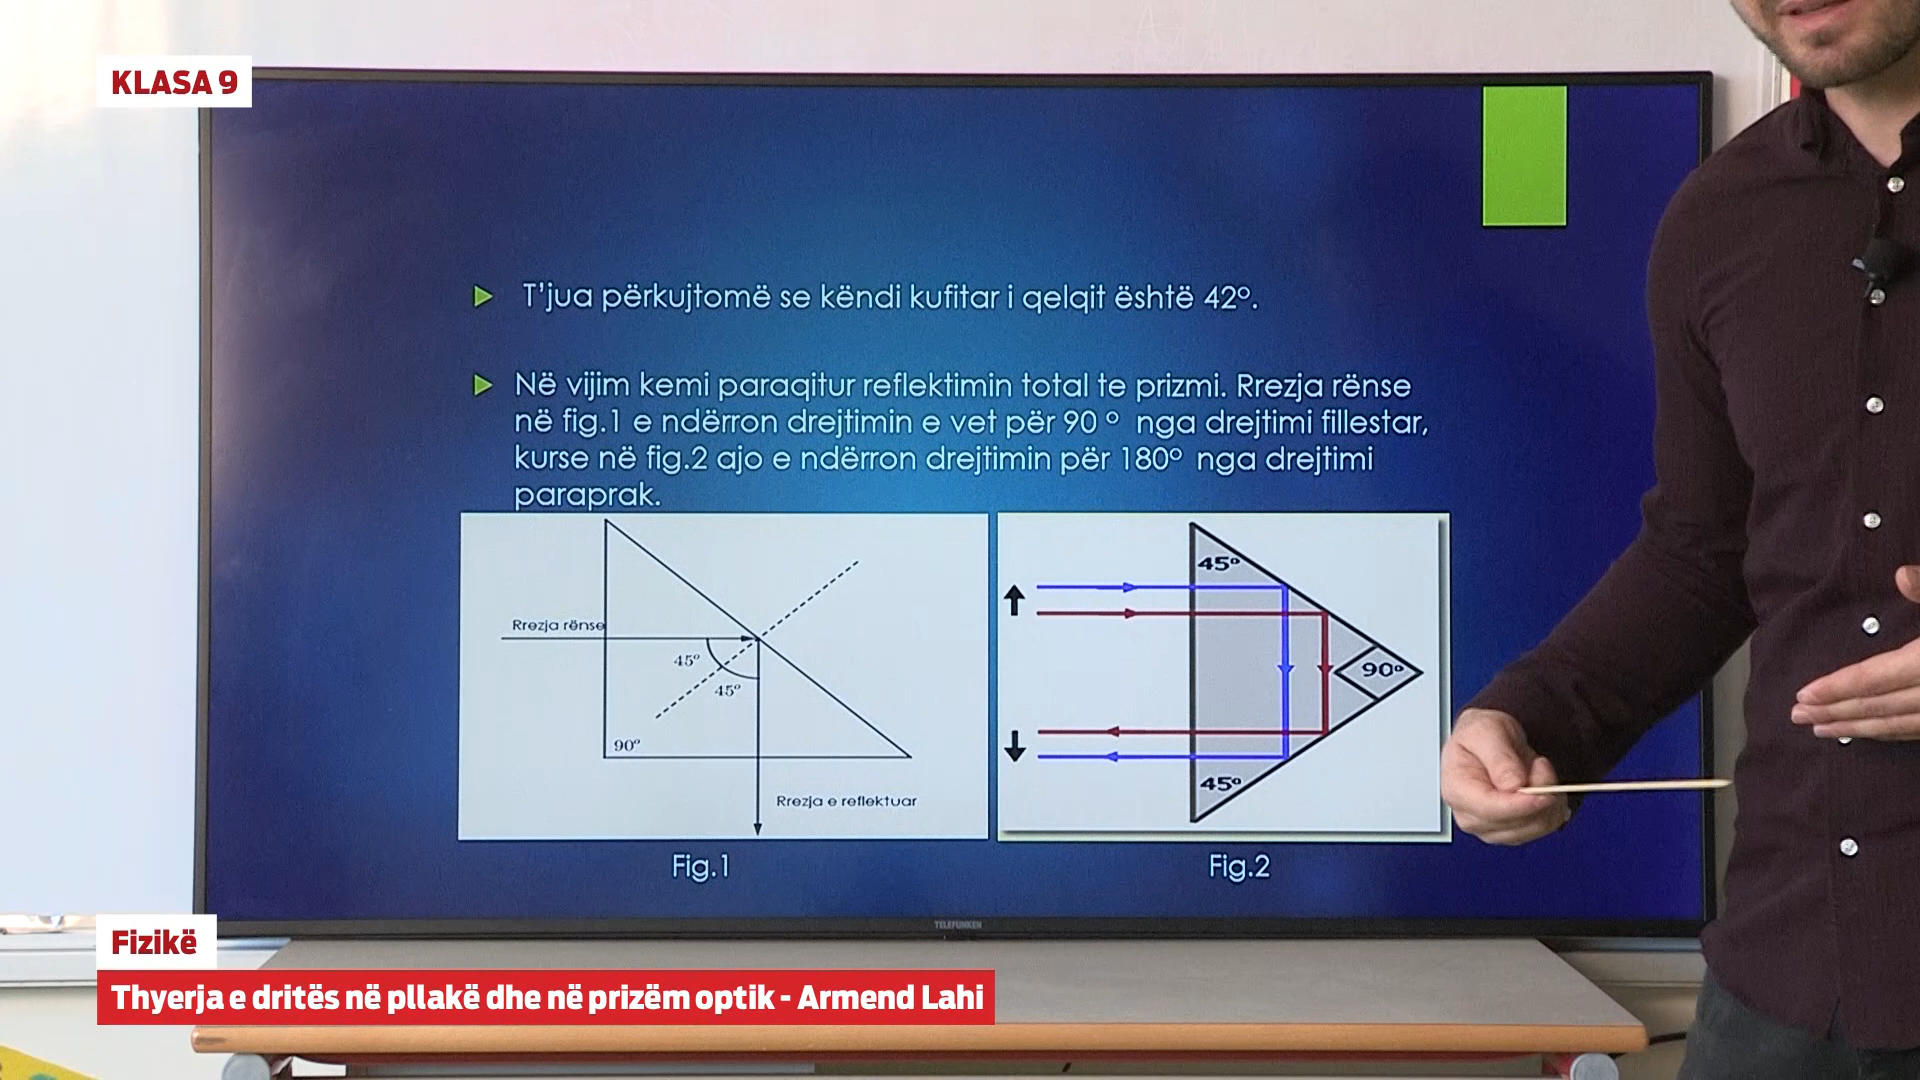 KLASA 9
T'jua përkujtomë se këndi kufitar i qelqit është 42º.
Në vijim kemi paraqitur reflektimin total te prizmi. Rrezja rënse
në fig.1 e ndërron drejtimin e vet për 90 º nga drejtimi fillestar,
kurse në fig.2 ajo e ndërron drejtimin për 180º nga drejtimi
paraprak.
Rrezja rënse
45º
45º
90º
Rrezja e reflektuar
Fig.1
45º
90º
45º
Fig.2
TELEFUNKEN
Fizikë
Thyerja e dritës në pllakë dhe në prizëm optik - Armend Lahi